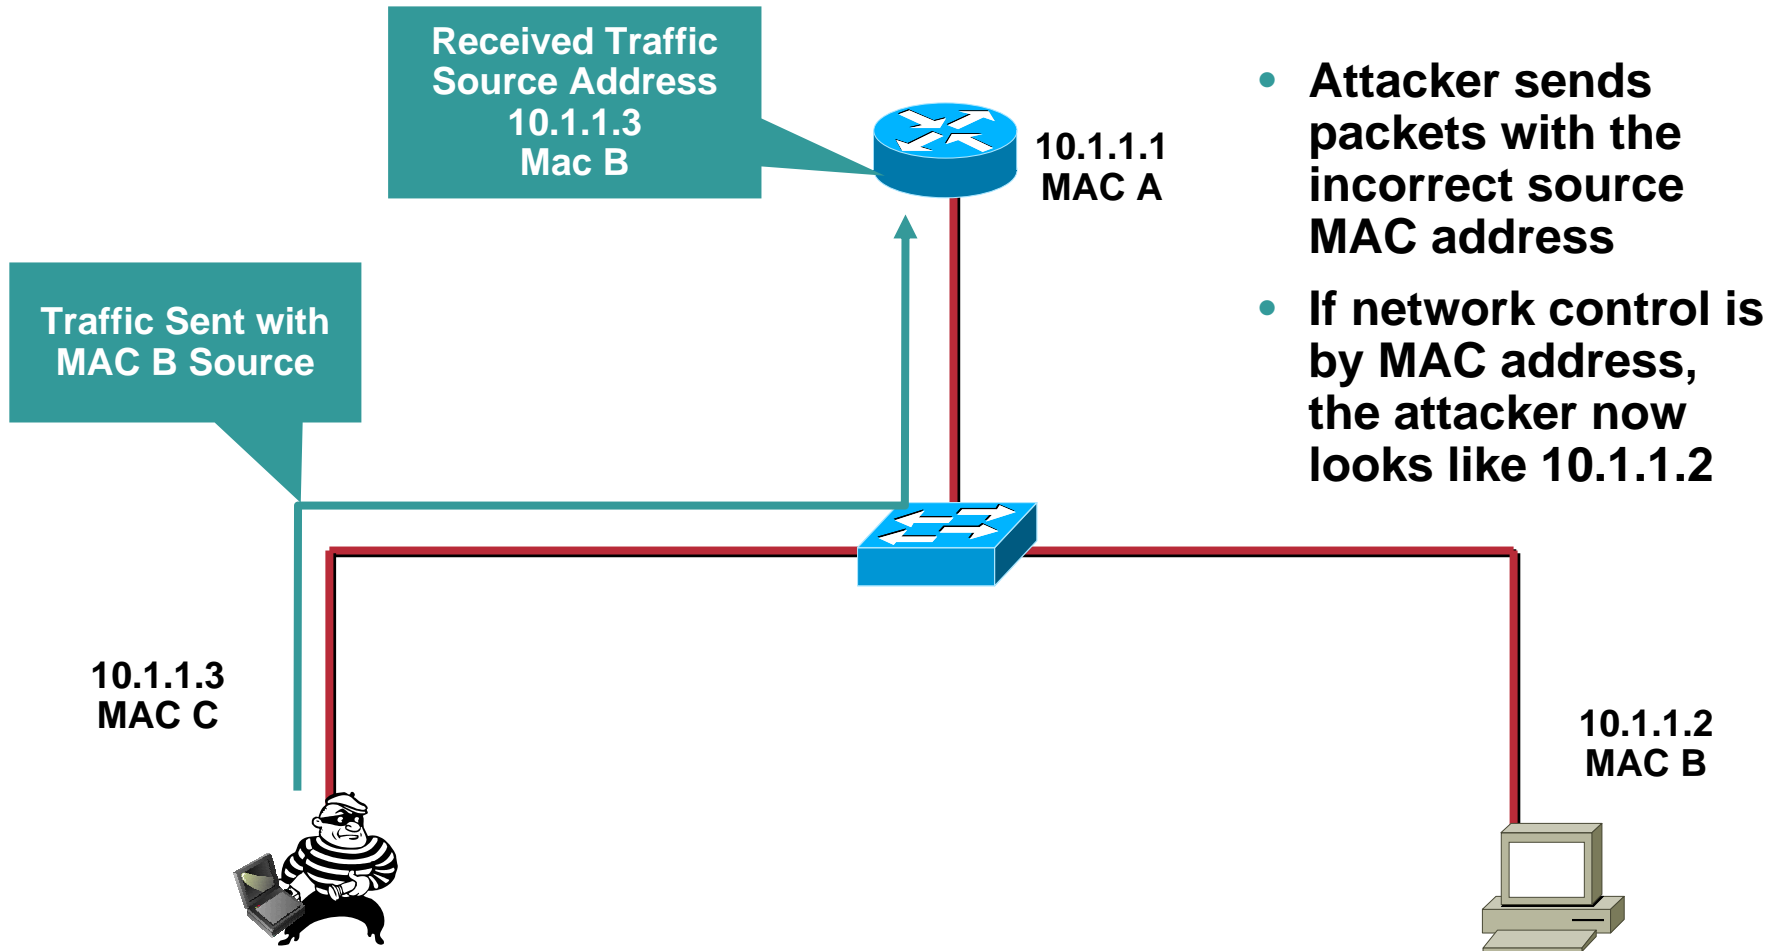 Received Traffic
Source Address
10.1.1.3
Mac B
10.1.1.1
MAC A
• Attacker sends
packets with the
incorrect source
MAC address
• If network control is
by MAC address,
the attacker now
looks like 10.1.1.2
Traffic Sent with
MAC B Source
10.1.1.3
MAC C
10.1.1.2
MAC B